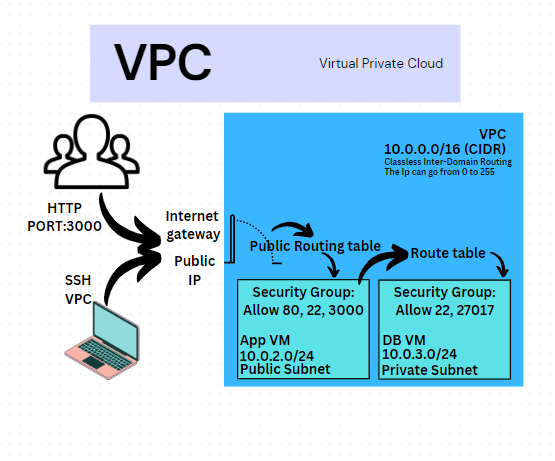 VPC
Virtual Private Cloud
VPC
10.0.0.0/16 (CIDR)
Classless Inter-Domain Routing
The Ip can go from 0 to 255
HTTP
PORT:3000
Internet
gateway
Public
IP
SSH
VPC
Public Routing table
Route table
Security Group:
Allow 80, 22, 3000
App VM
10.0.2.0/24
Public Subnet
Security Group:
Allow 22, 27017
DB VM
10.0.3.0/24
Private Subnet